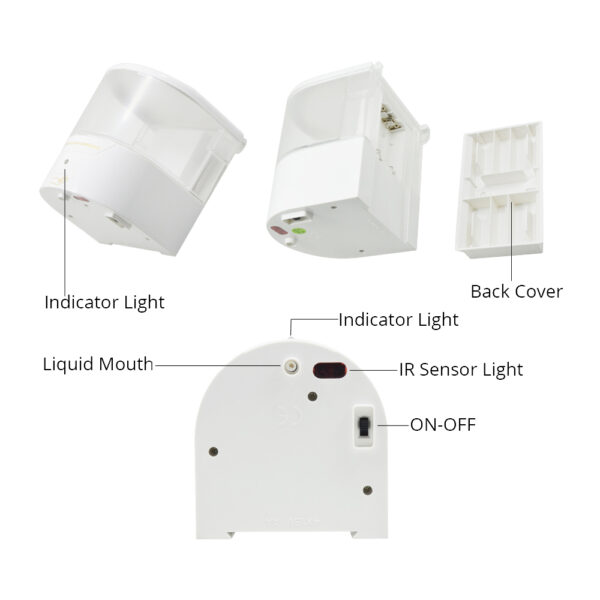 Indicator Light
Back Cover
Indicator Light
Liquid Mouth
IR Sensor Light
ON-OFF